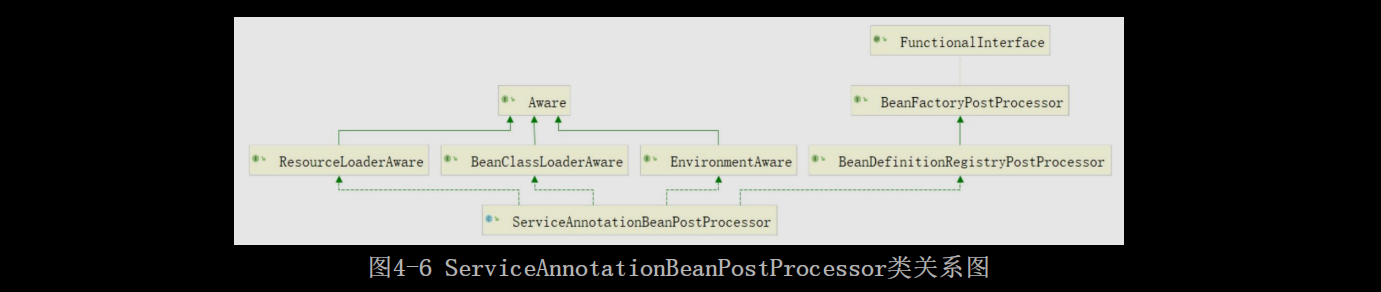 FunctionalInterface
Aware
BeanFactoryPostProcessor
ResourceLoaderAware
BeanClassLoaderAware
EnvironmentAware
BeanDefinitionRegistryPostProcessor
ServiceAnnotationBeanPostProcessor
图4-6 ServiceAnnotationBeanPostProcessor类关系图